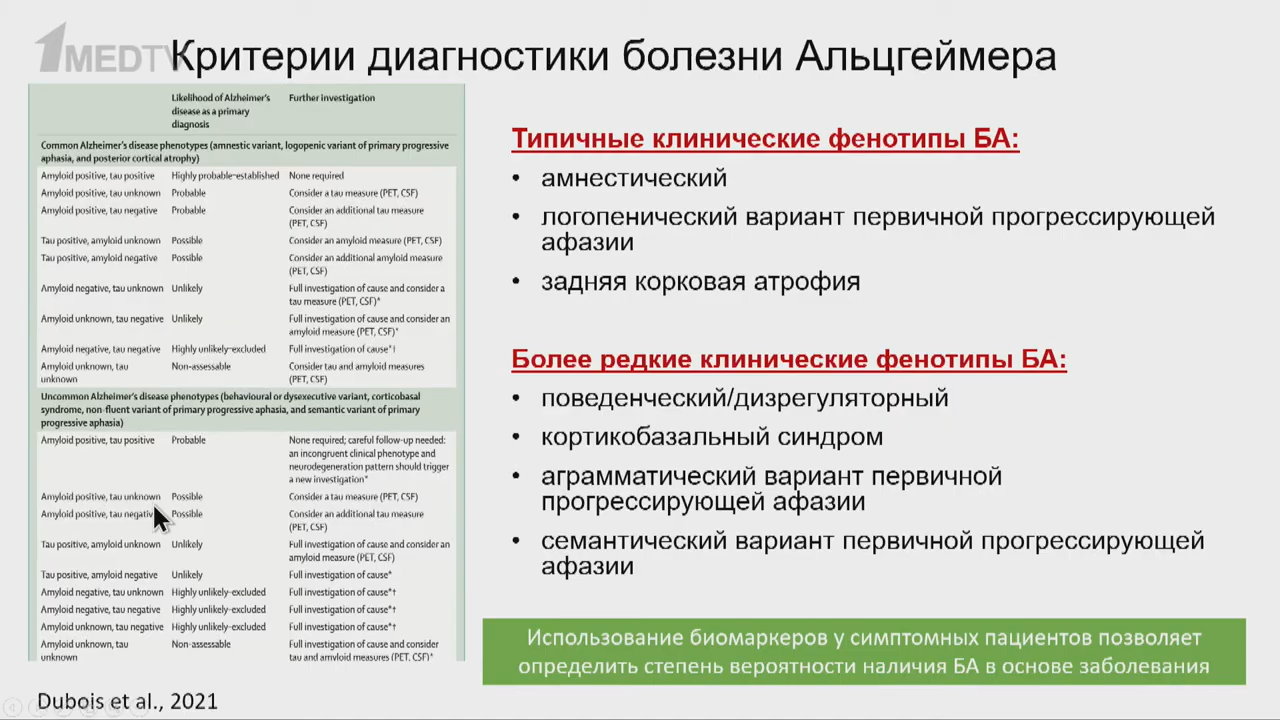 1MEDTV
Критерии диагностики болезни Альцгеймера
Likelihood of Alzheimer's disease as a primary diagnosis Further investigation
Common Alzheimer's disease phenotypes (amnestic variant, logopenic variant of primary progressive
aphasia, and posterior cortical atrophy)
Amyloid positive, tau positive Highly probable–established None required
Amyloid positive, tau unknown Probable Consider a tau measure (PET, CSF)
Amyloid positive, tau negative Probable Consider an additional tau measure
(PET, CSF)
Tau positive, amyloid unknown Possible Consider an amyloid measure (PET, CSF)
Tau positive, amyloid negative Possible Consider an additional amyloid measure
(PET, CSF)
Amyloid negative, tau unknown Unlikely Full investigation of cause and consider a
tau measure (PET, CSF)*
Amyloid unknown, tau negative Unlikely Full investigation of cause and consider an
amyloid measure (PET, CSF)*
Amyloid negative, tau negative Highly unlikely-excluded Full investigation of cause*†
Amyloid unknown, tau Non-assessable Consider tau and amyloid measures
unknown (PET, CSF)
Uncommon Alzheimer's disease phenotypes (behavioural or dysexecutive variant, corticobasal
syndrome, non-fluent variant of primary progressive aphasia, and semantic variant of primary
progressive aphasia)
Amyloid positive, tau positive Probable None required; careful follow-up needed:
an incongruent clinical phenotype and
neurodegeneration pattern should trigger
a new investigation*
Amyloid positive, tau unknown Possible Consider a tau measure (PET, CSF)
Amyloid positive, tau negative Possible Consider an additional tau measure
(PET, CSF)
Tau positive, amyloid unknown Unlikely Full investigation of cause and consider an
amyloid measure (PET, CSF)
Tau positive, amyloid negative Unlikely Full investigation of cause*
Amyloid negative, tau unknown Highly unlikely-excluded Full investigation of cause*†
Amyloid negative, tau negative Highly unlikely-excluded Full investigation of cause*†
Amyloid unknown, tau negative Highly unlikely-excluded Full investigation of cause*†
Amyloid unknown, tau Non-assessable Full investigation of cause and consider
unknown tau and amyloid measures (PET, CSF)*
Dubois et al., 2021
Типичные клинические фенотипы БА:
• амнестический
• логопенический вариант первичной прогрессирующей
афазии
• задняя корковая атрофия
Более редкие клинические фенотипы БА:
• поведенческий/дизрегуляторный
• кортикобазальный синдром
• аграмматический вариант первичной
прогрессирующей афазии
• семантический вариант первичной прогрессирующей
афазии
Использование биомаркеров у симптомных пациентов позволяет
определить степень вероятности наличия БА в основе заболевания